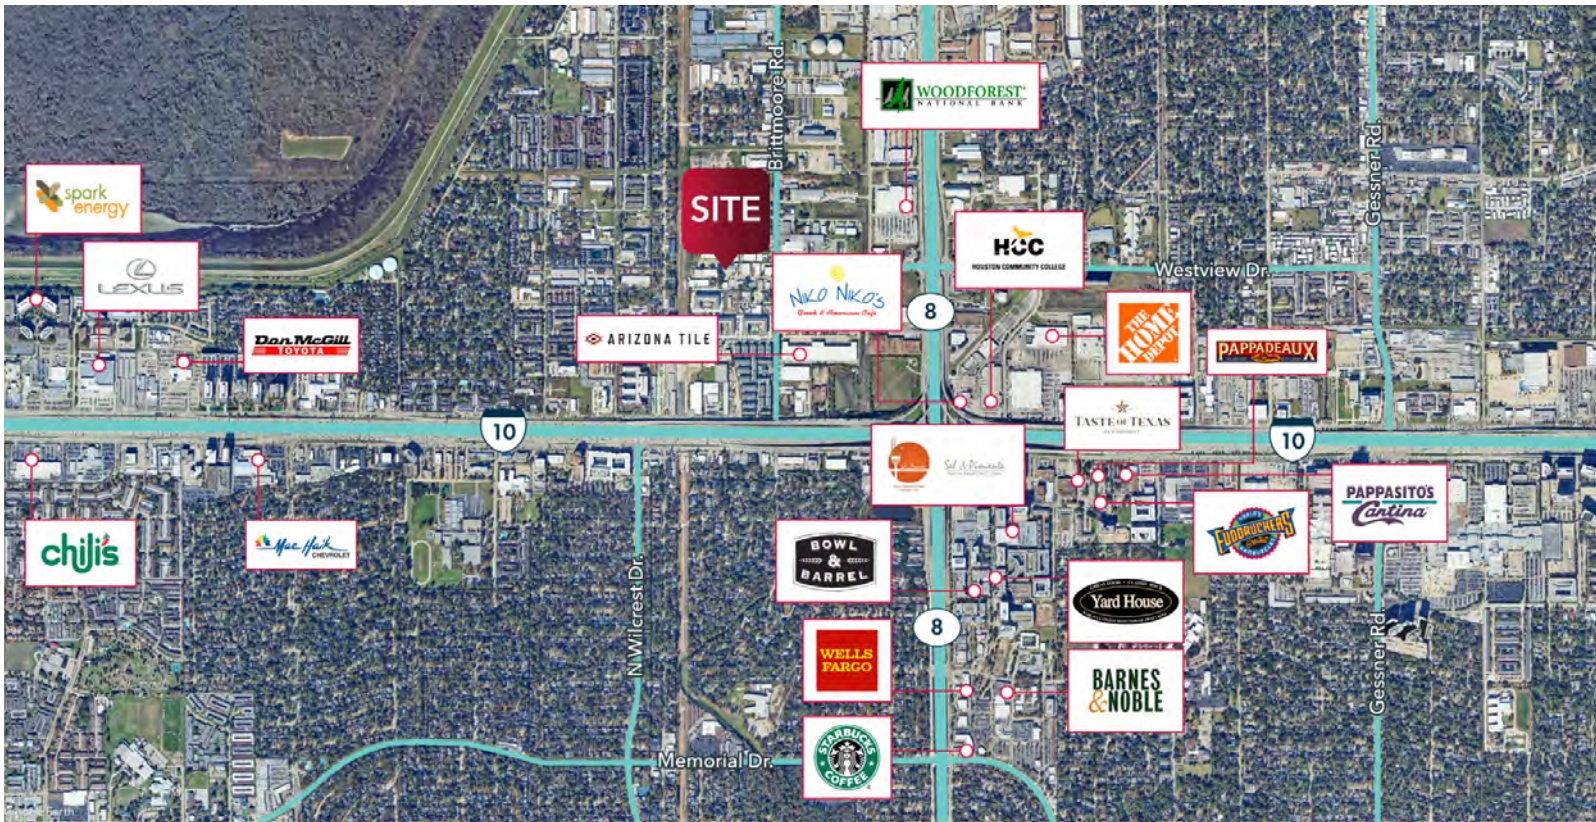 Brittmoore Rd.
WOODFOREST
NATIONAL BANK
Gessner Rd.
spark
energy
SITE
HCC
HOUSTON COMMUNITY COLLEGE
LEXUS
Westview Dr.
NIKO NIKO'S
Greek & American Cafe
8
THE
HOME
DEPOT
Don McGill
TOYOTA
ARIZONA TILE
PAPPADEAUX
TASTE OF TEXAS
10
10
Sal & Pimienta
PAPPASITO'S
Cantina
FUDDRUCKERS
chili's
Mac Haik
CHEVROLET
BOWL
&
BARREL
Yard House
N Wilcrest Dr.
8
WELLS
FARGO
Gessner Rd.
BARNES
&NOBLE
STARBUCKS
COFFEE
Memorial Dr.